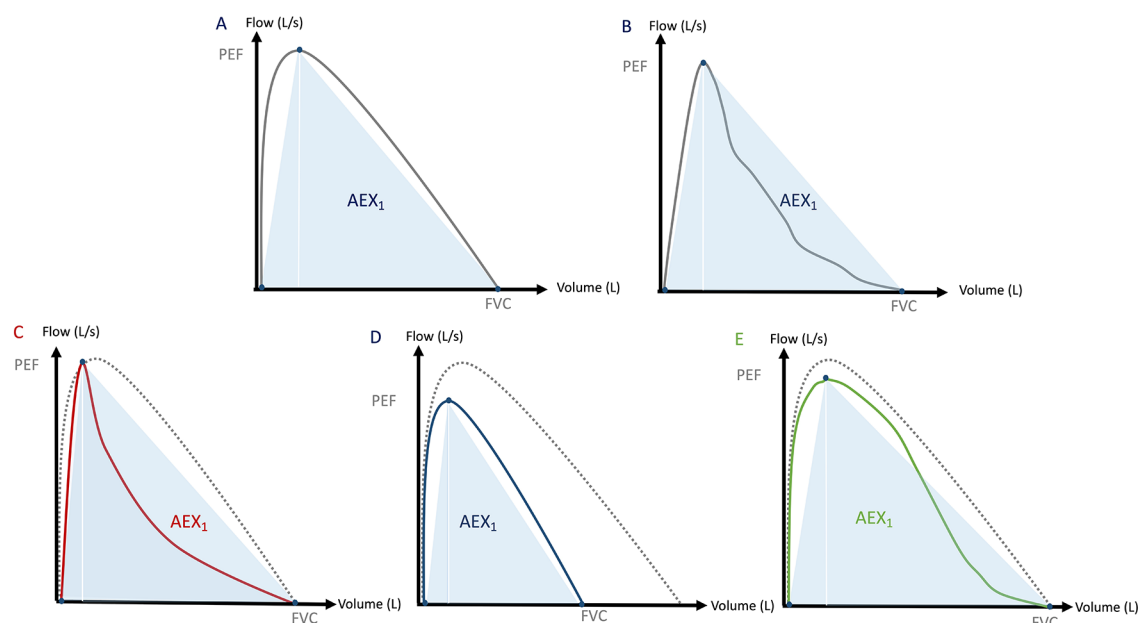 A
Flow (L/s)
PEF
AEX₁
Volume (L)
FVC
B
Flow (L/s)
PEF
AEX₁
Volume (L)
FVC
C
Flow (L/s)
PEF
AEX₁
Volume (L)
FVC
D
Flow (L/s)
PEF
AEX₁
Volume (L)
FVC
E
Flow (L/s)
PEF
AEX₁
Volume (L)
FVC